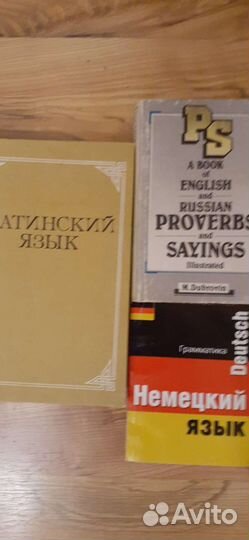 АТИНСКИЙ
ЯЗЫК
PS
A BOOK
of
ENGLISH
and
RUSSIAN
PROVERBS
and
SAYINGS
Illustrated
M. Dubrovin
Deutsch
Грамматика
Немецкий
язык
Avito